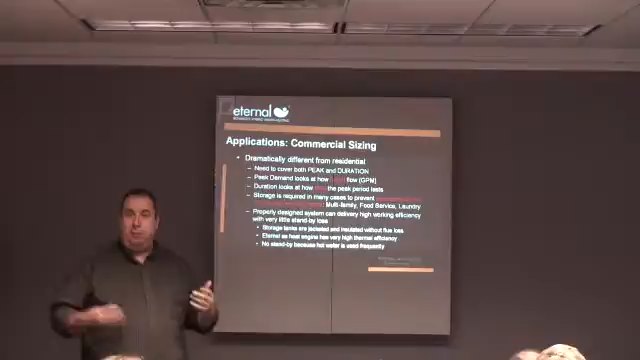 eternal
Applications: Commercial Sizing
• Dramatically different from residential
– Need to cover both PEAK and DURATION
– Peak Demand looks at how flow (GPM)
– Duration looks at how the peak period lasts
– Storage is required in many cases to prevent
Multi-family, Food Service, Laundry
– Properly designed system can delivery high working efficiency
with very little stand-by loss
• Storage tanks are jacketed and insulated without flue loss
• Eternal as heat engine has very high thermal efficiency
• No stand-by because hot water is used frequently